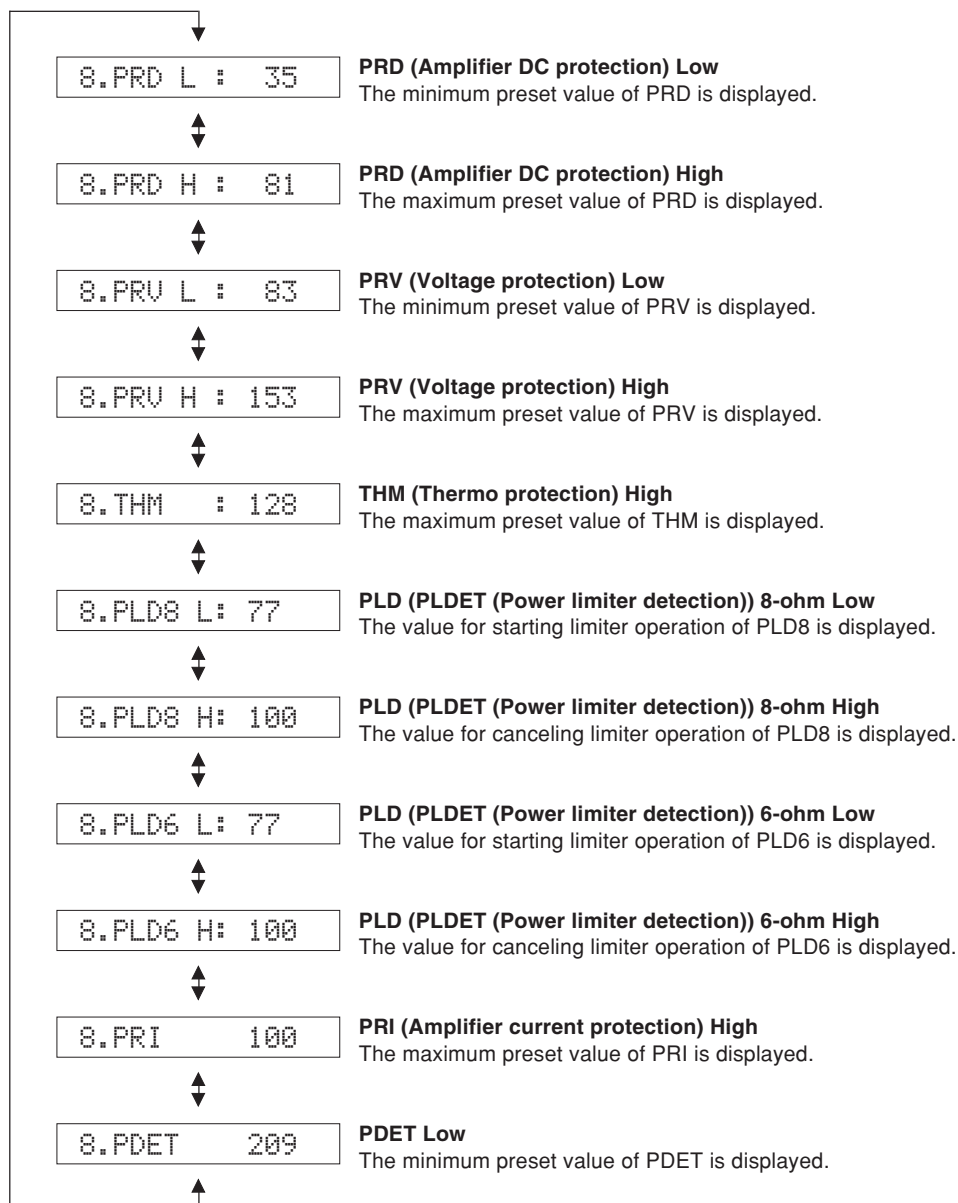 8.PRD L : 35
PRD (Amplifier DC protection) Low
The minimum preset value of PRD is displayed.
8.PRD H : 81
PRD (Amplifier DC protection) High
The maximum preset value of PRD is displayed.
8.PRV L : 83
PRV (Voltage protection) Low
The minimum preset value of PRV is displayed.
8.PRV H : 153
PRV (Voltage protection) High
The maximum preset value of PRV is displayed.
8.THM : 128
THM (Thermo protection) High
The maximum preset value of THM is displayed.
8.PLD8 L: 77
PLD (PLDET (Power limiter detection)) 8-ohm Low
The value for starting limiter operation of PLD8 is displayed.
8.PLD8 H: 100
PLD (PLDET (Power limiter detection)) 8-ohm High
The value for canceling limiter operation of PLD8 is displayed.
8.PLD6 L: 77
PLD (PLDET (Power limiter detection)) 6-ohm Low
The value for starting limiter operation of PLD6 is displayed.
8.PLD6 H: 100
PLD (PLDET (Power limiter detection)) 6-ohm High
The value for canceling limiter operation of PLD6 is displayed.
8.PRI 100
PRI (Amplifier current protection) High
The maximum preset value of PRI is displayed.
8.PDET 209
PDET Low
The minimum preset value of PDET is displayed.